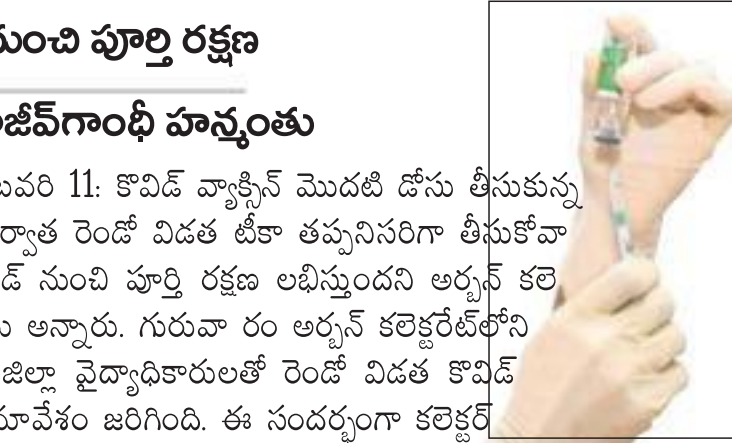 నుంచి పూర్తి రక్షణ
హన్మంతు
11: కొవిడ్ వ్యాక్సిన్ మొదటి డోసు తీసుకున్న
రెండో విడత టీకా తప్పనిసరిగా తీసుకోవా
నుంచి పూర్తి రక్షణ లభిస్తుందని అర్బన్ కలె
అన్నారు. గురువా రం అర్బన్ కలెక్టరేట్‌లోని
జిల్లా వైద్యాధికారులతో రెండో విడత కొవిడ్
జరిగింది. ఈ సందర్భంగా కలెక్టర్